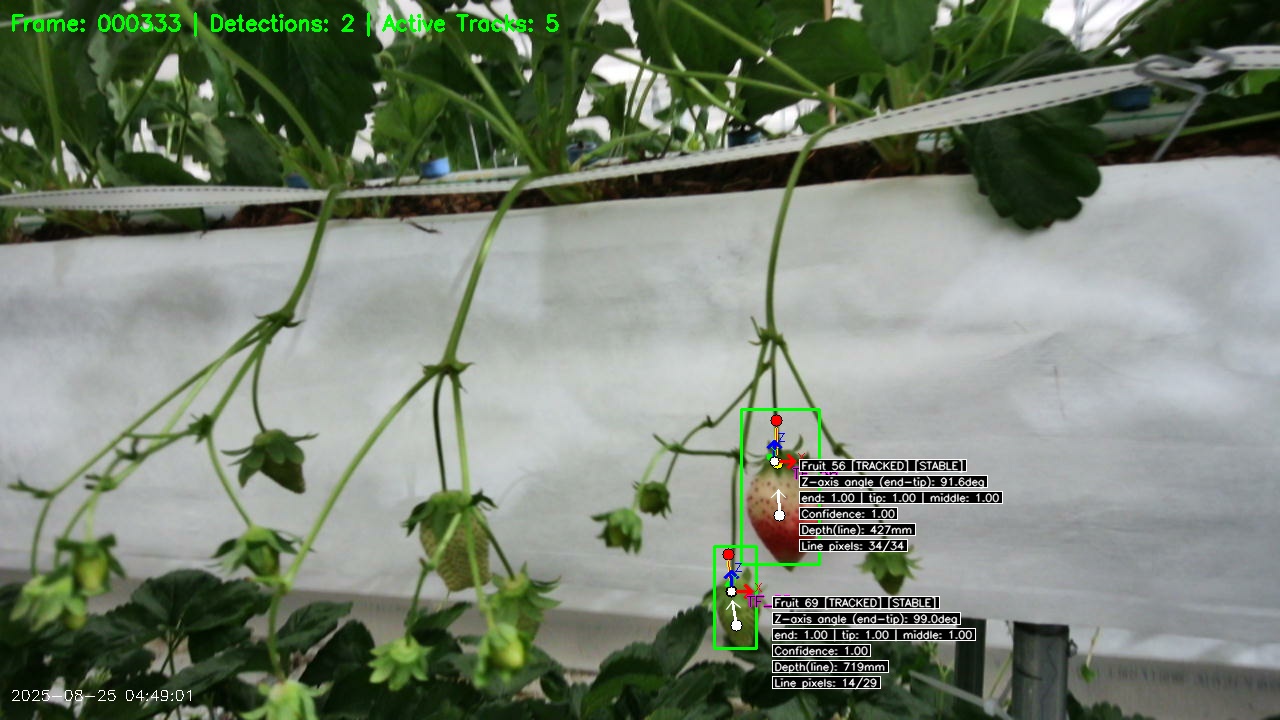 Frame: 000333 | Detections: 2 | Active Tracks: 5
Z
X
Fruit 56 [TRACKED] [STABLE]
Z-axis angle (end-tip): 91.6deg
end: 1.00 | tip: 1.00 | middle: 1.00
Confidence: 1.00
Depth(line): 427mm
Line pixels: 34/34
Z
X
Fruit 69 [TRACKED] [STABLE]
Z-axis angle (end-tip): 99.0deg
end: 1.00 | tip: 1.00 | middle: 1.00
Confidence: 1.00
Depth(line): 719mm
Line pixels: 14/29
2025-08-25 04:49:01